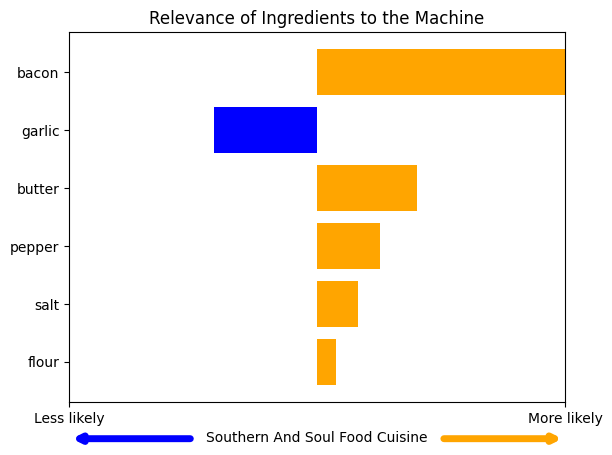 Relevance of Ingredients to the Machine
bacon
garlic
butter
pepper
salt
flour
Less likely
More likely
Southern And Soul Food Cuisine